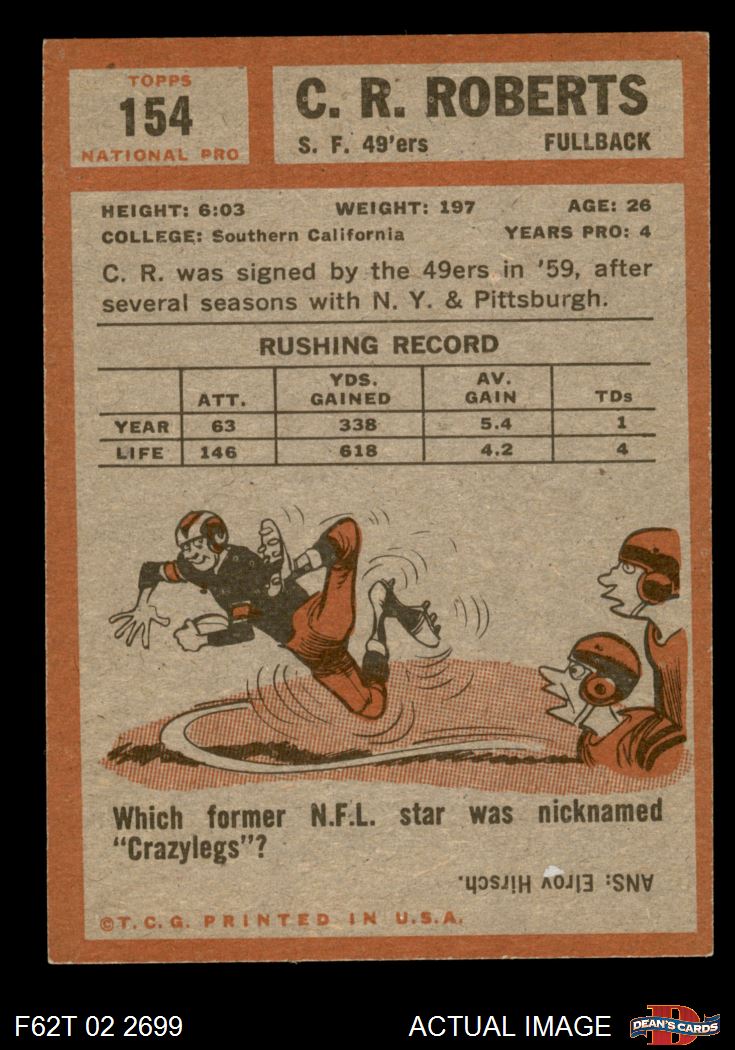 TOPPS
154
NATIONAL PRO
C. R. ROBERTS
S. F. 49'ers FULLBACK
HEIGHT: 6:03 WEIGHT: 197 AGE: 26
COLLEGE: Southern California YEARS PRO: 4
C. R. was signed by the 49ers in '59, after
several seasons with N. Y. & Pittsburgh.
RUSHING RECORD
ATT. YDS. GAINED AV. GAIN TDs
YEAR 63 338 5.4 1
LIFE 146 618 4.2 4
Which former N.F.L. star was nicknamed
"Crazylegs"?
ANS: Elroy Hirsch.
©T.C.G. PRINTED IN U.S.A.
F62T 02 2699 ACTUAL IMAGE DEAN'S CARDS